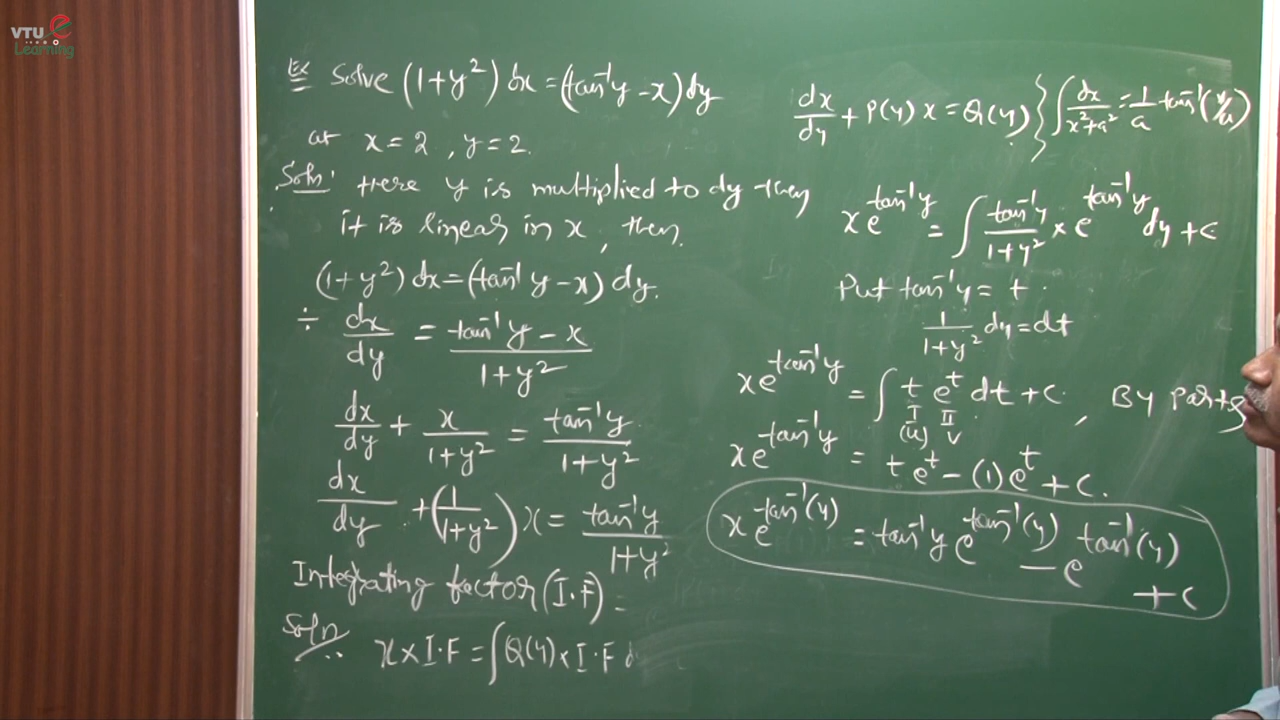 VTU e
Learning
Ex Solve (1+y²) dx = (tan⁻¹y − x) dy
at x = 2 , y = 2.
Soln: Here y is multiplied to dy then
it is linear in x , then.
(1+y²) dx = (tan⁻¹ y − x) dy.
÷ dx/dy = (tan⁻¹ y − x)/(1+y²)
dx/dy + x/(1+y²) = tan⁻¹y/(1+y²)
dx/dy + (1/(1+y²)) x = tan⁻¹y/(1+y²)
Integrating factor (I.F) =
Soln x × I.F = ∫ Q(y) × I.F d
dx/dy + P(y) x = Q(y) } ∫ dx/(x²+a²) = 1/a tan⁻¹(x/a)
x e^(tan⁻¹y) = ∫ tan⁻¹y/(1+y²) × e^(tan⁻¹y) dy + c
Put tan⁻¹y = t.
1/(1+y²) dy = dt
x e^(tan⁻¹y) = ∫ t e^t dt + c. , By parts
I II
(u) V
x e^(tan⁻¹y) = t e^t − (1) e^t + c.
x e^(tan⁻¹(y)) = tan⁻¹y e^(tan⁻¹(y)) − e^(tan⁻¹(y))
+ c